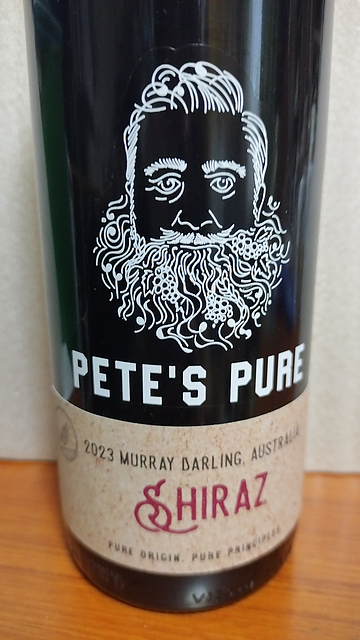 PETE'S PURE
2023 MURRAY DARLING, AUSTRALIA
SHIRAZ
PURE ORIGIN. PURE PRINCIPLES